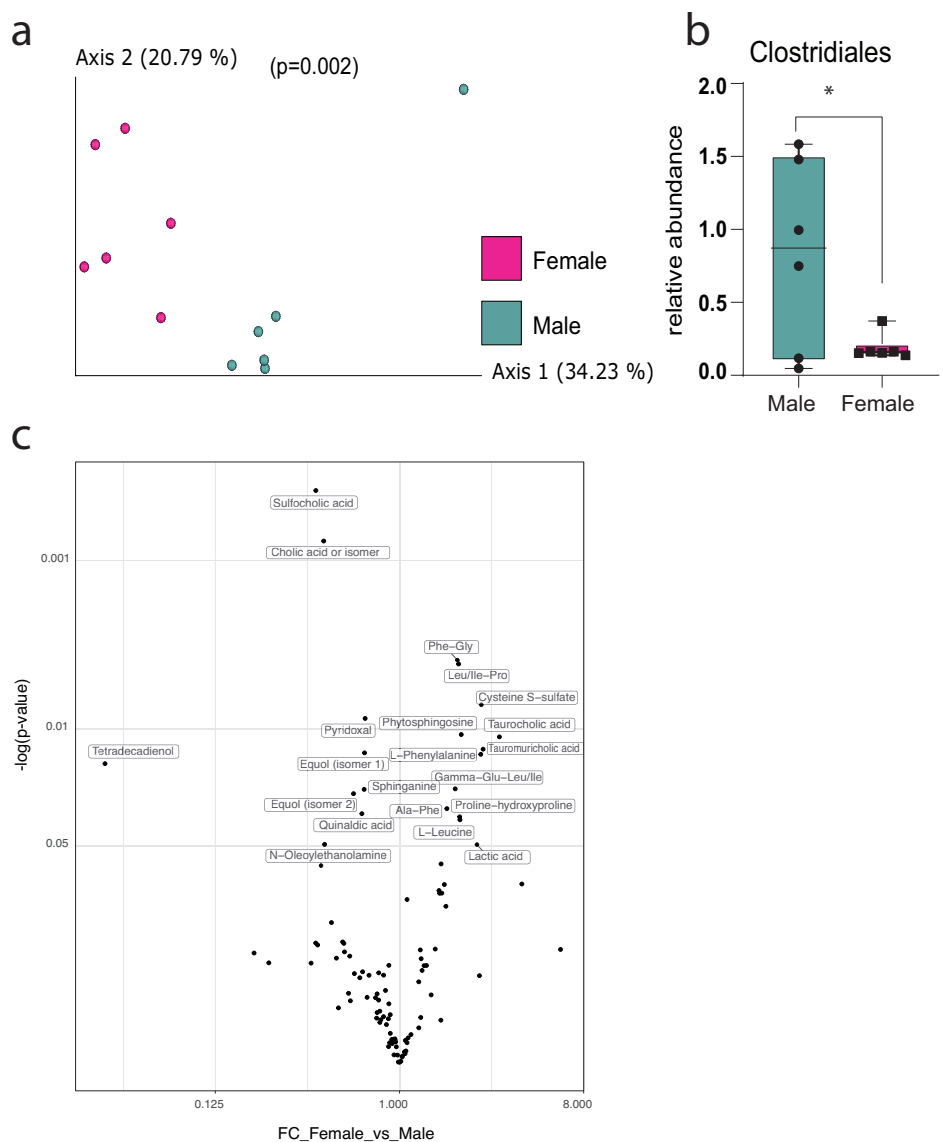 a
Axis 2 (20.79 %)
(p=0.002)
Female
Male
Axis 1 (34.23 %)
b
Clostridiales
*
relative abundance
2.0
1.5
1.0
0.5
0.0
Male
Female
c
-log(p-value)
0.001
0.01
0.05
Sulfocholic acid
Cholic acid or isomer
Phe-Gly
Leu/Ile-Pro
Cysteine S-sulfate
Phytosphingosine
Taurocholic acid
Pyridoxal
Tetradecadienol
L-Phenylalanine
Tauromuricholic acid
Equol (isomer 1)
Gamma-Glu-Leu/Ile
Sphinganine
Equol (isomer 2)
Ala-Phe
Proline-hydroxyproline
Quinaldic acid
L-Leucine
N-Oleoylethanolamine
Lactic acid
0.125
1.000
8.000
FC_Female_vs_Male